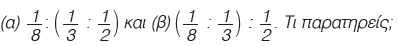 (α) 1/8 : (1/3 : 1/2) και (β) (1/8 : 1/3) : 1/2. Τι παρατηρείς;